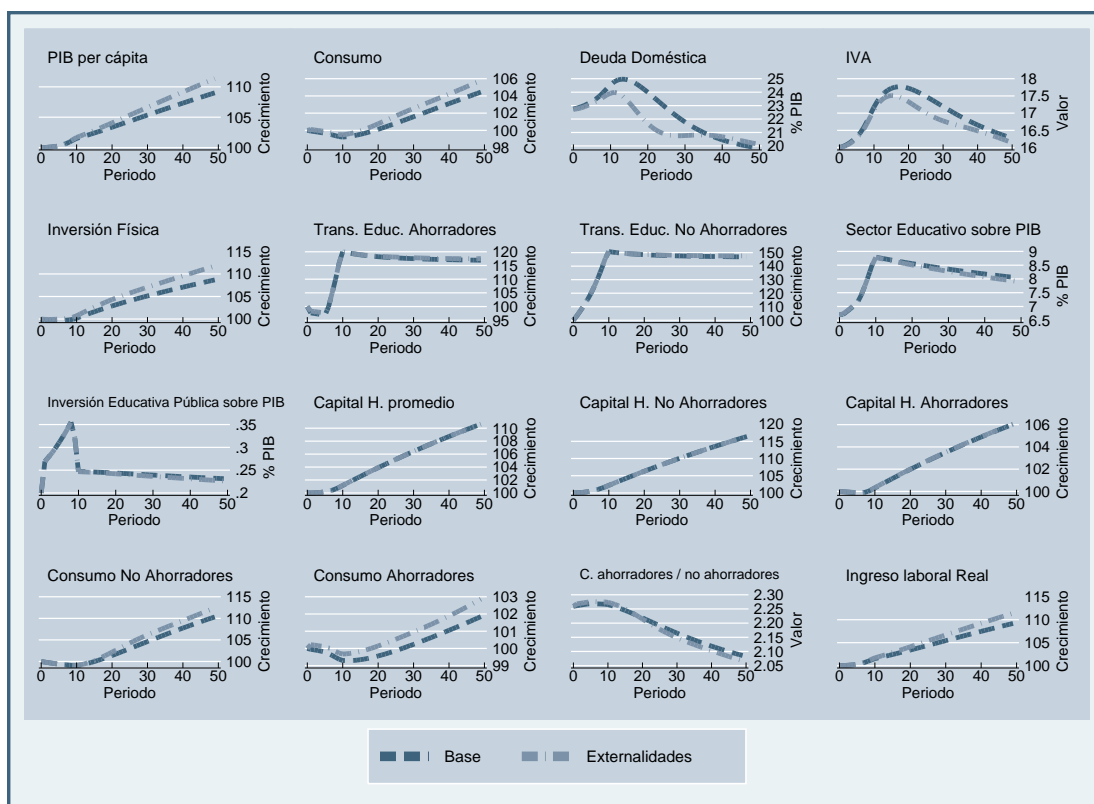 PIB per cápita
100 105 110
Crecimiento
0 10 20 30 40 50
Periodo
Consumo
98 100 102 104 106
Crecimiento
0 10 20 30 40 50
Periodo
Deuda Doméstica
20 21 22 23 24 25
% PIB
0 10 20 30 40 50
Periodo
IVA
16 16.5 17 17.5 18
Valor
0 10 20 30 40 50
Periodo
Inversión Física
100 105 110 115
Crecimiento
0 10 20 30 40 50
Periodo
Trans. Educ. Ahorradores
95 100 105 110 115 120
Crecimiento
0 10 20 30 40 50
Periodo
Trans. Educ. No Ahorradores
100 110 120 130 140 150
Crecimiento
0 10 20 30 40 50
Periodo
Sector Educativo sobre PIB
6.5 7 7.5 8 8.5 9
% PIB
0 10 20 30 40 50
Periodo
Inversión Educativa Pública sobre PIB
.2 .25 .3 .35
% PIB
0 10 20 30 40 50
Periodo
Capital H. promedio
100 102 104 106 108 110
Crecimiento
0 10 20 30 40 50
Periodo
Capital H. No Ahorradores
100 105 110 115 120
Crecimiento
0 10 20 30 40 50
Periodo
Capital H. Ahorradores
100 102 104 106
Crecimiento
0 10 20 30 40 50
Periodo
Consumo No Ahorradores
100 105 110 115
Crecimiento
0 10 20 30 40 50
Periodo
Consumo Ahorradores
99 100 101 102 103
Crecimiento
0 10 20 30 40 50
Periodo
C. ahorradores / no ahorradores
2.05 2.10 2.15 2.20 2.25 2.30
Valor
0 10 20 30 40 50
Periodo
Ingreso laboral Real
100 105 110 115
Crecimiento
0 10 20 30 40 50
Periodo
Base Externalidades